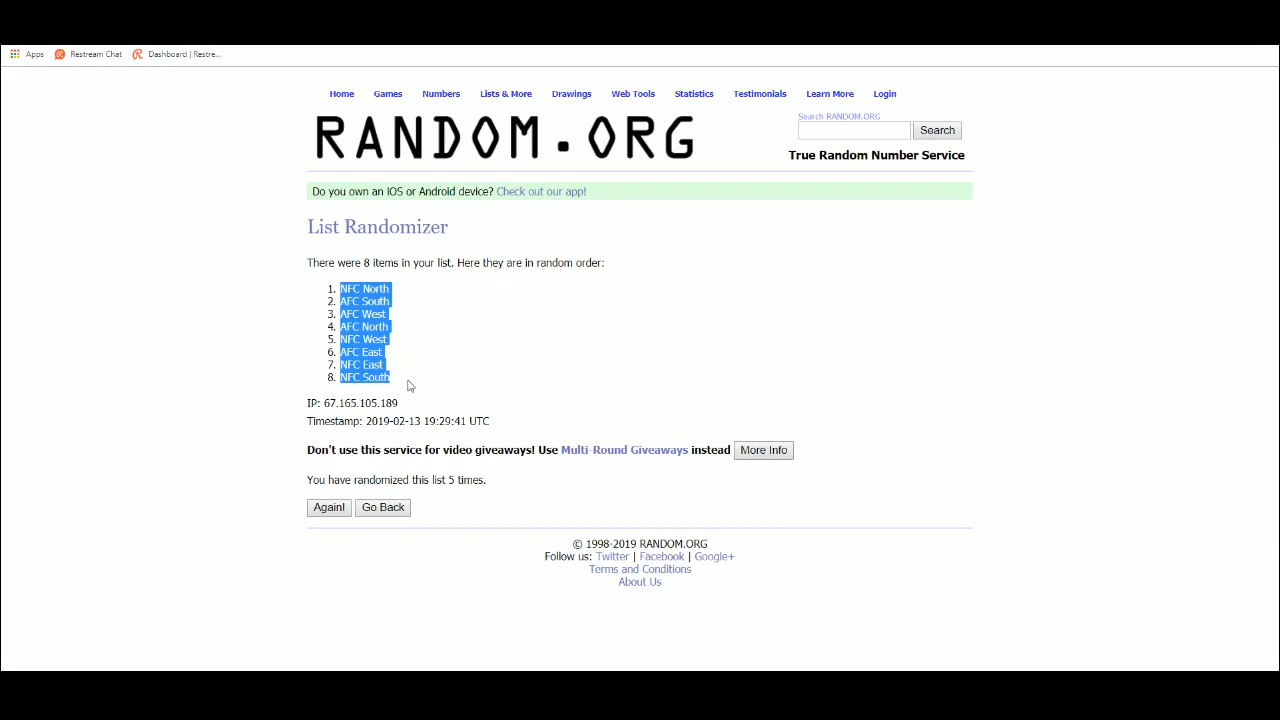 Apps Restream Chat Dashboard | Restre...
Home Games Numbers Lists & More Drawings Web Tools Statistics Testimonials Learn More Login
RANDOM.ORG
Search RANDOM.ORG
Search
True Random Number Service
Do you own an iOS or Android device? Check out our app!
List Randomizer
There were 8 items in your list. Here they are in random order:
1. NFC North
2. AFC South
3. AFC West
4. AFC North
5. NFC West
6. AFC East
7. NFC East
8. NFC South
IP: 67.165.105.189
Timestamp: 2019-02-13 19:29:41 UTC
Don't use this service for video giveaways! Use Multi-Round Giveaways instead More Info
You have randomized this list 5 times.
Again! Go Back
© 1998-2019 RANDOM.ORG
Follow us: Twitter | Facebook | Google+
Terms and Conditions
About Us